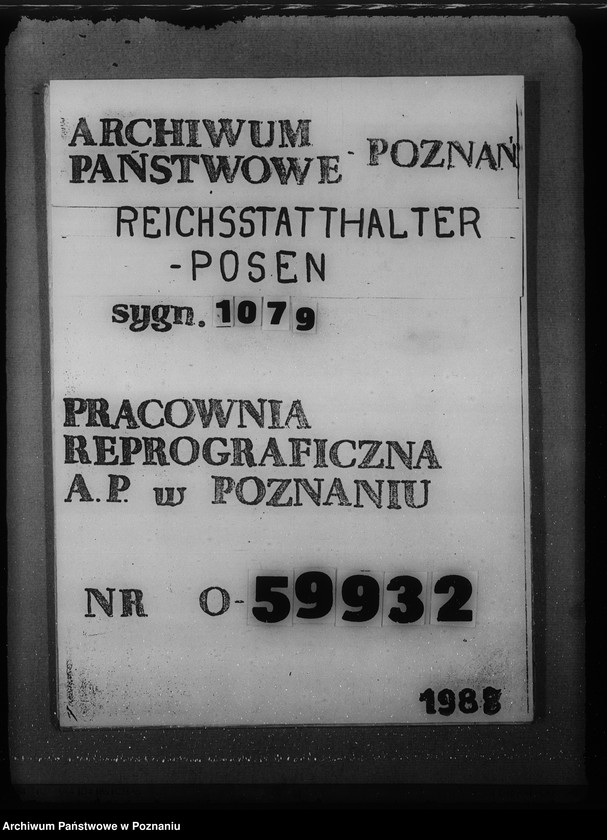 ARCHIWUM
PAŃSTWOWE - POZNAŃ
REICHSSTATTHALTER
-POSEN
sygn. 1079
PRACOWNIA
REPROGRAFICZNA
A.P. w POZNANIU
NR O-59932
1988
Archiwum Państwowe w Poznaniu